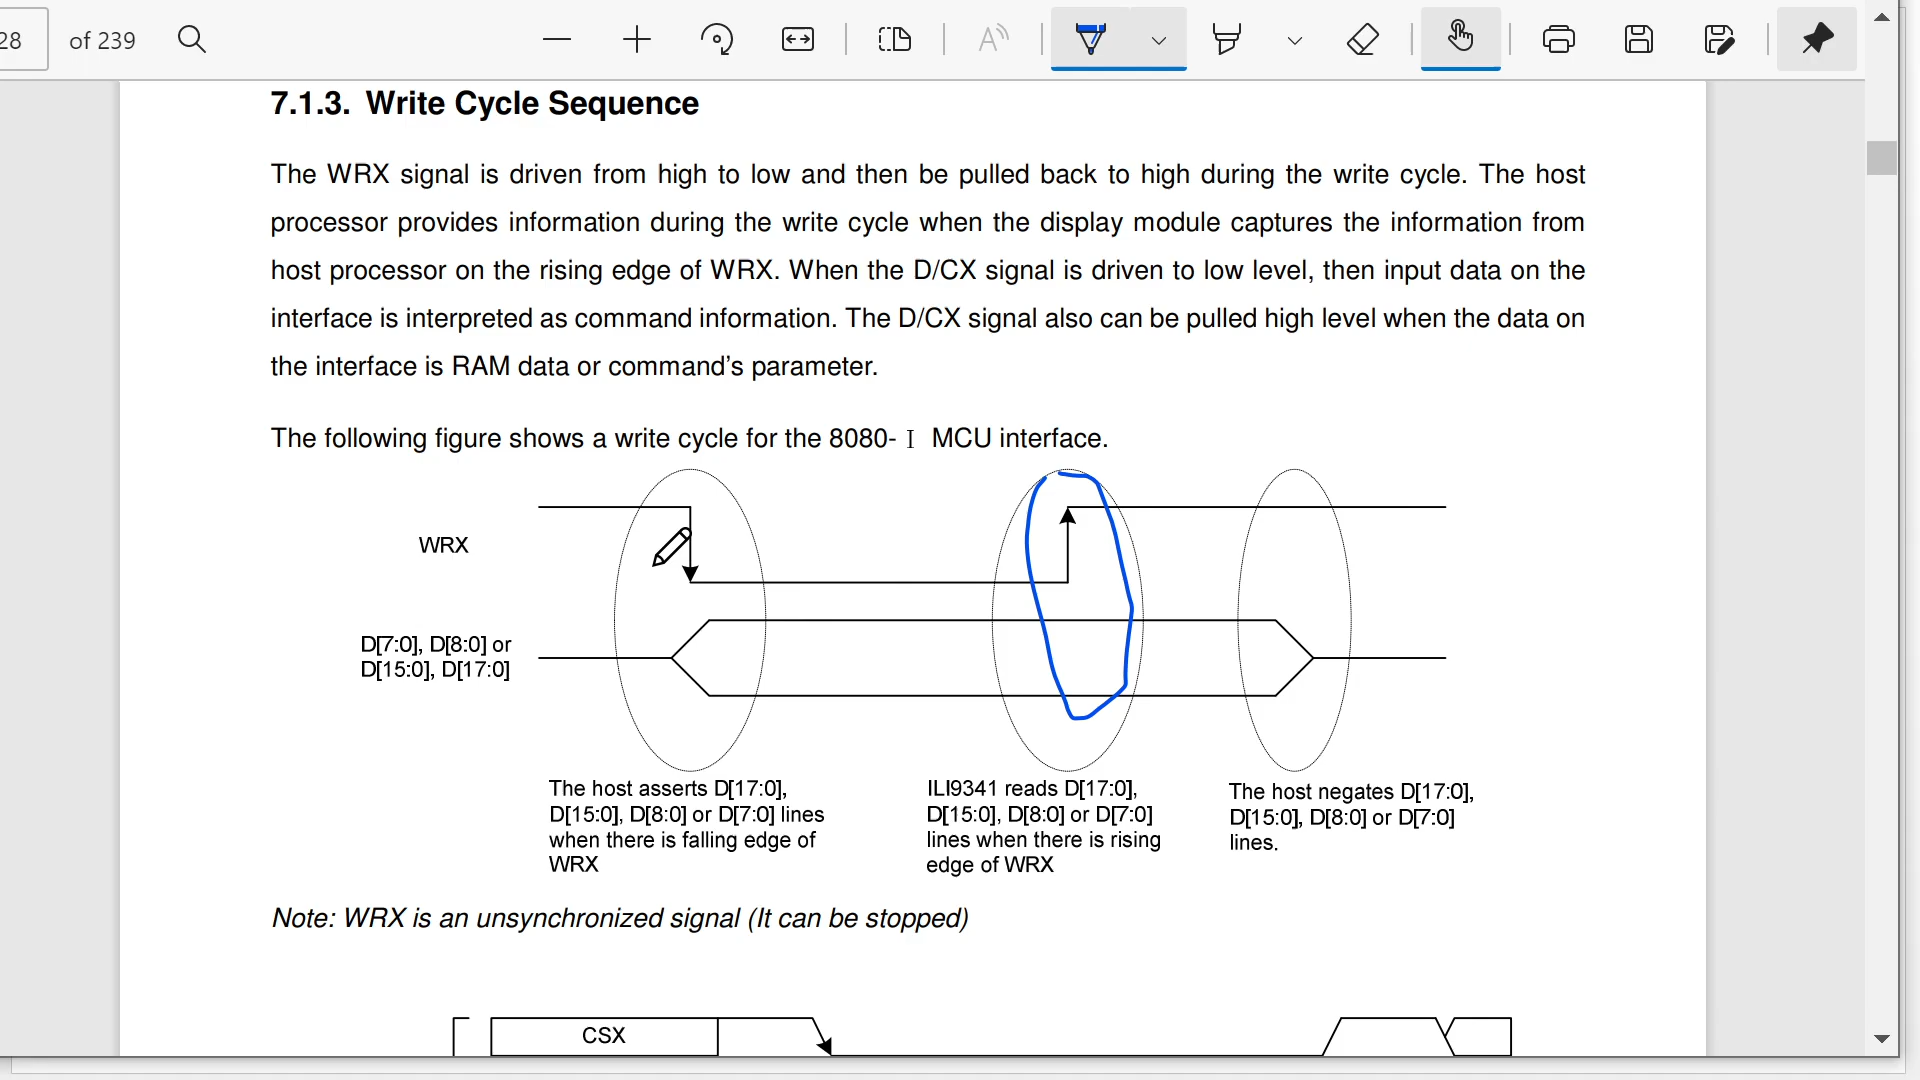 28 of 239
7.1.3. Write Cycle Sequence
The WRX signal is driven from high to low and then be pulled back to high during the write cycle. The host
processor provides information during the write cycle when the display module captures the information from
host processor on the rising edge of WRX. When the D/CX signal is driven to low level, then input data on the
interface is interpreted as command information. The D/CX signal also can be pulled high level when the data on
the interface is RAM data or command's parameter.
The following figure shows a write cycle for the 8080- I MCU interface.
WRX
D[7:0], D[8:0] or
D[15:0], D[17:0]
The host asserts D[17:0],
D[15:0], D[8:0] or D[7:0] lines
when there is falling edge of
WRX
ILI9341 reads D[17:0],
D[15:0], D[8:0] or D[7:0]
lines when there is rising
edge of WRX
The host negates D[17:0],
D[15:0], D[8:0] or D[7:0]
lines.
Note: WRX is an unsynchronized signal (It can be stopped)
CSX